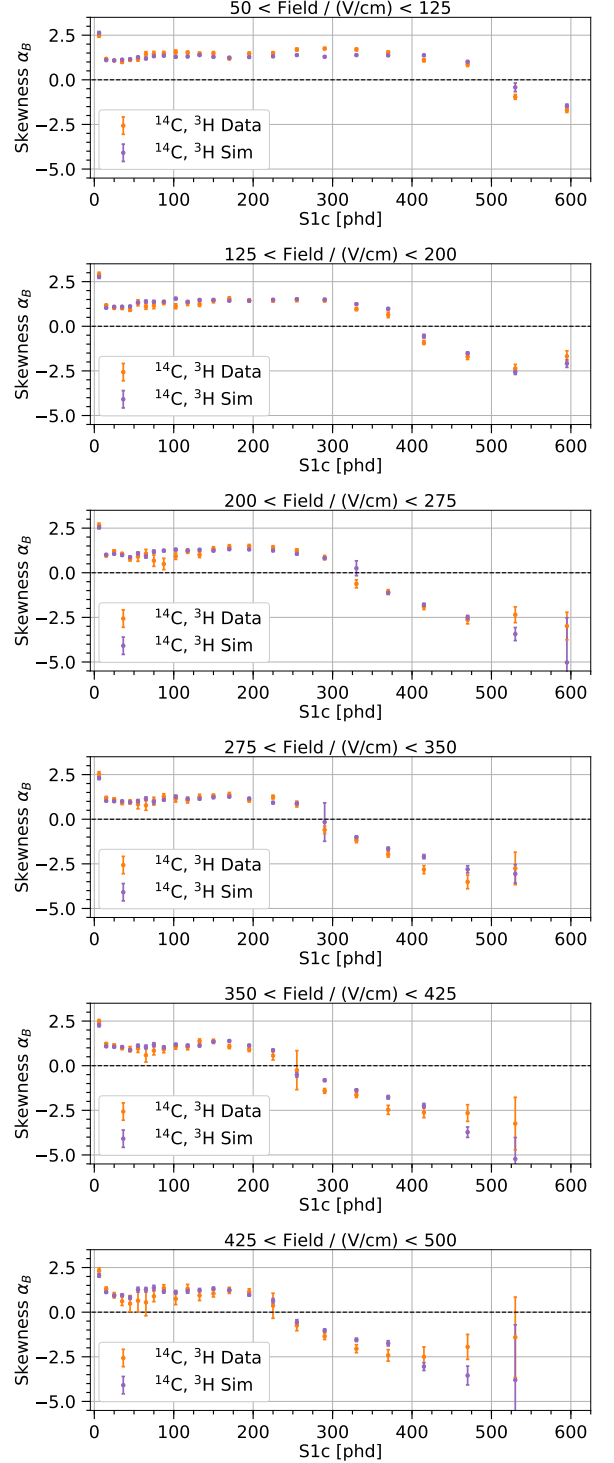 50 < Field / (V/cm) < 125
2.5
0.0
−2.5
−5.0
Skewness α_B
¹⁴C, ³H Data
¹⁴C, ³H Sim
0 100 200 300 400 500 600
S1c [phd]
125 < Field / (V/cm) < 200
2.5
0.0
−2.5
−5.0
Skewness α_B
¹⁴C, ³H Data
¹⁴C, ³H Sim
0 100 200 300 400 500 600
S1c [phd]
200 < Field / (V/cm) < 275
2.5
0.0
−2.5
−5.0
Skewness α_B
¹⁴C, ³H Data
¹⁴C, ³H Sim
0 100 200 300 400 500 600
S1c [phd]
275 < Field / (V/cm) < 350
2.5
0.0
−2.5
−5.0
Skewness α_B
¹⁴C, ³H Data
¹⁴C, ³H Sim
0 100 200 300 400 500 600
S1c [phd]
350 < Field / (V/cm) < 425
2.5
0.0
−2.5
−5.0
Skewness α_B
¹⁴C, ³H Data
¹⁴C, ³H Sim
0 100 200 300 400 500 600
S1c [phd]
425 < Field / (V/cm) < 500
2.5
0.0
−2.5
−5.0
Skewness α_B
¹⁴C, ³H Data
¹⁴C, ³H Sim
0 100 200 300 400 500 600
S1c [phd]